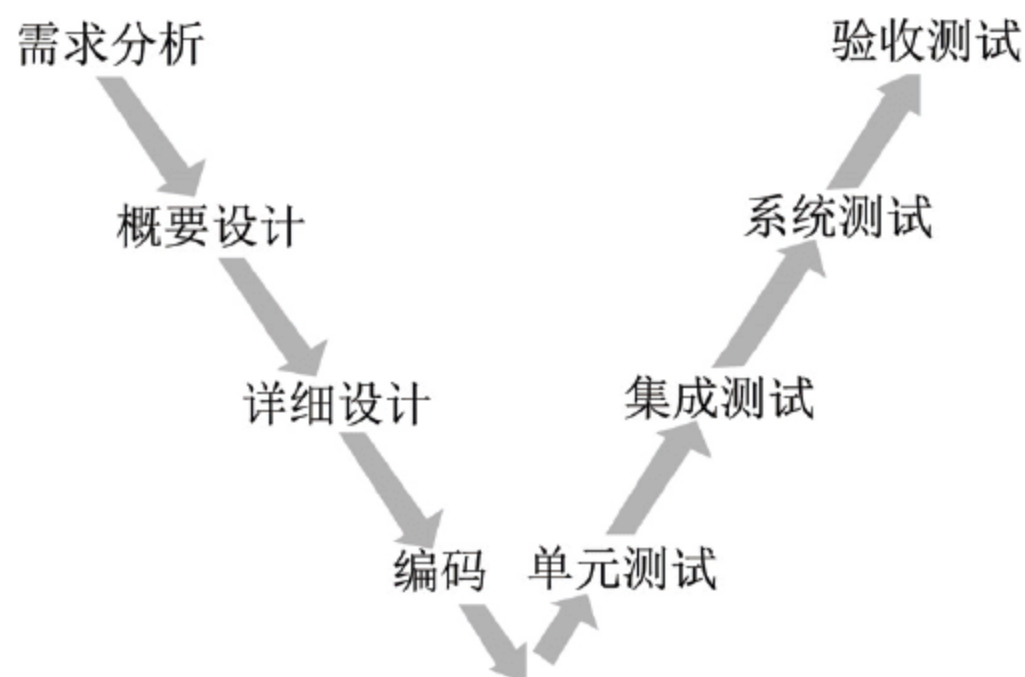 需求分析
验收测试
概要设计
系统测试
详细设计
集成测试
编码
单元测试